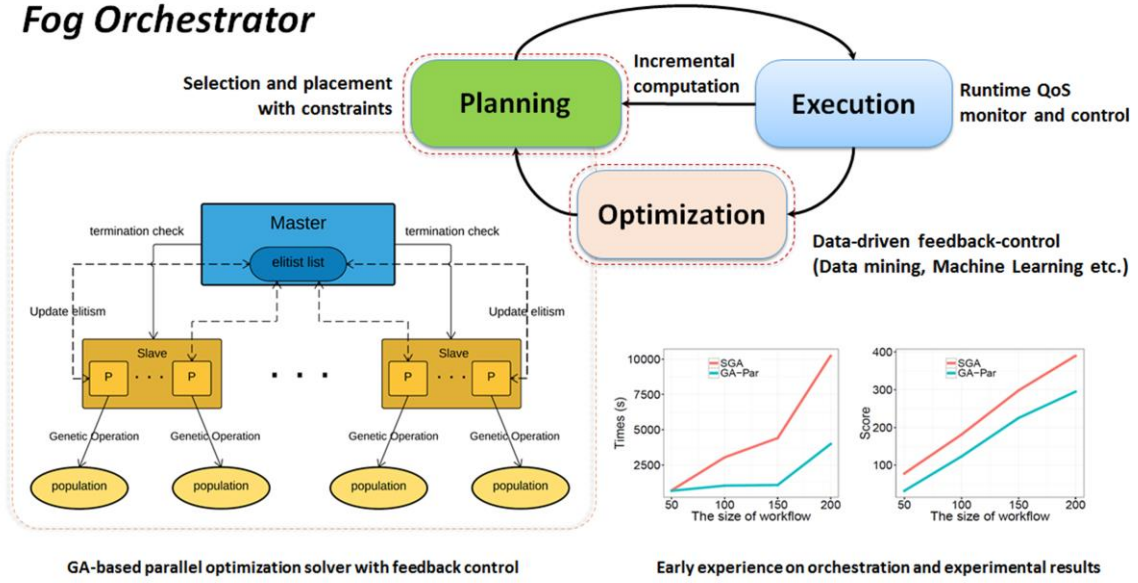 Fog Orchestrator
Selection and placement
with constraints
Planning
Incremental
computation
Execution
Runtime QoS
monitor and control
Optimization
Data-driven feedback-control
(Data mining, Machine Learning etc.)
Master
elitist list
termination check
termination check
Update elitism
Update elitism
Slave
P
· · ·
P
· · ·
Slave
P
· · ·
P
Genetic Operation
Genetic Operation
Genetic Operation
Genetic Operation
population
population
population
population
10000
7500
5000
2500
Times (s)
SGA
GA-Par
50
100
150
200
The size of workflow
400
300
200
100
Score
SGA
GA-Par
50
100
150
200
The size of workflow
GA-based parallel optimization solver with feedback control
Early experience on orchestration and experimental results